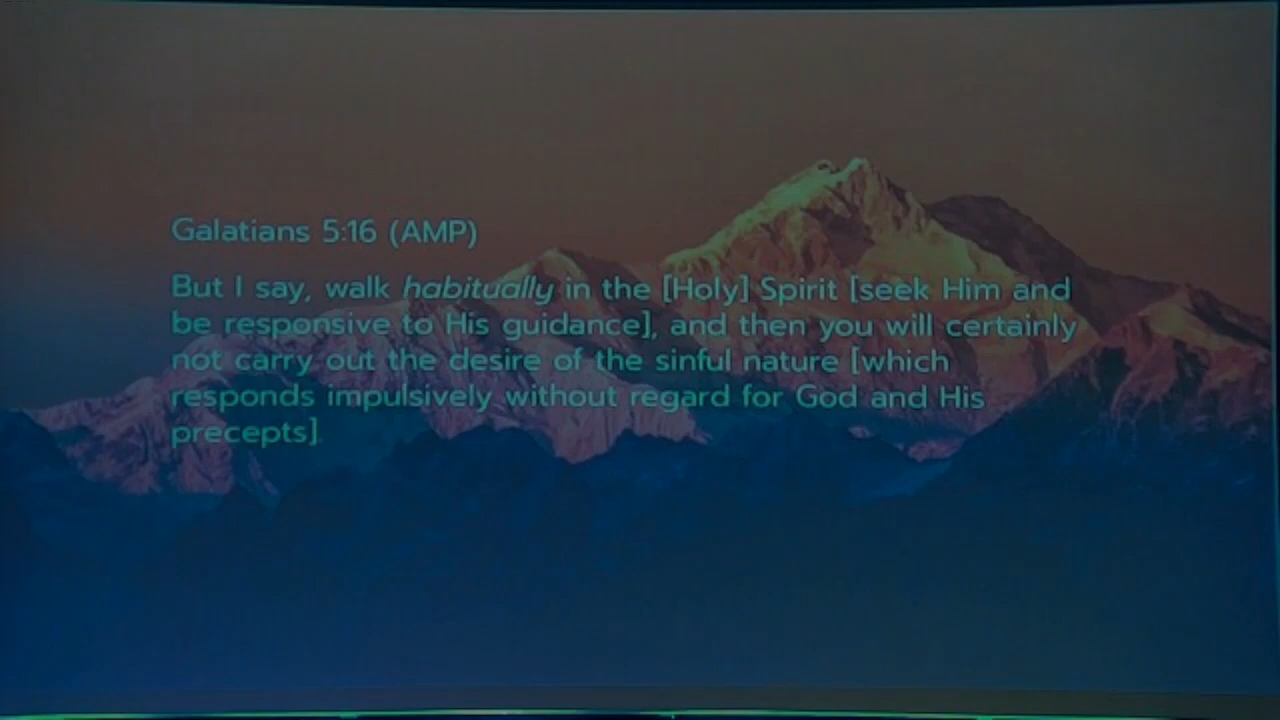 Galatians 5:16 (AMP)
But I say, walk habitually in the [Holy] Spirit [seek Him and
be responsive to His guidance], and then you will certainly
not carry out the desire of the sinful nature [which
responds impulsively without regard for God and His
precepts].